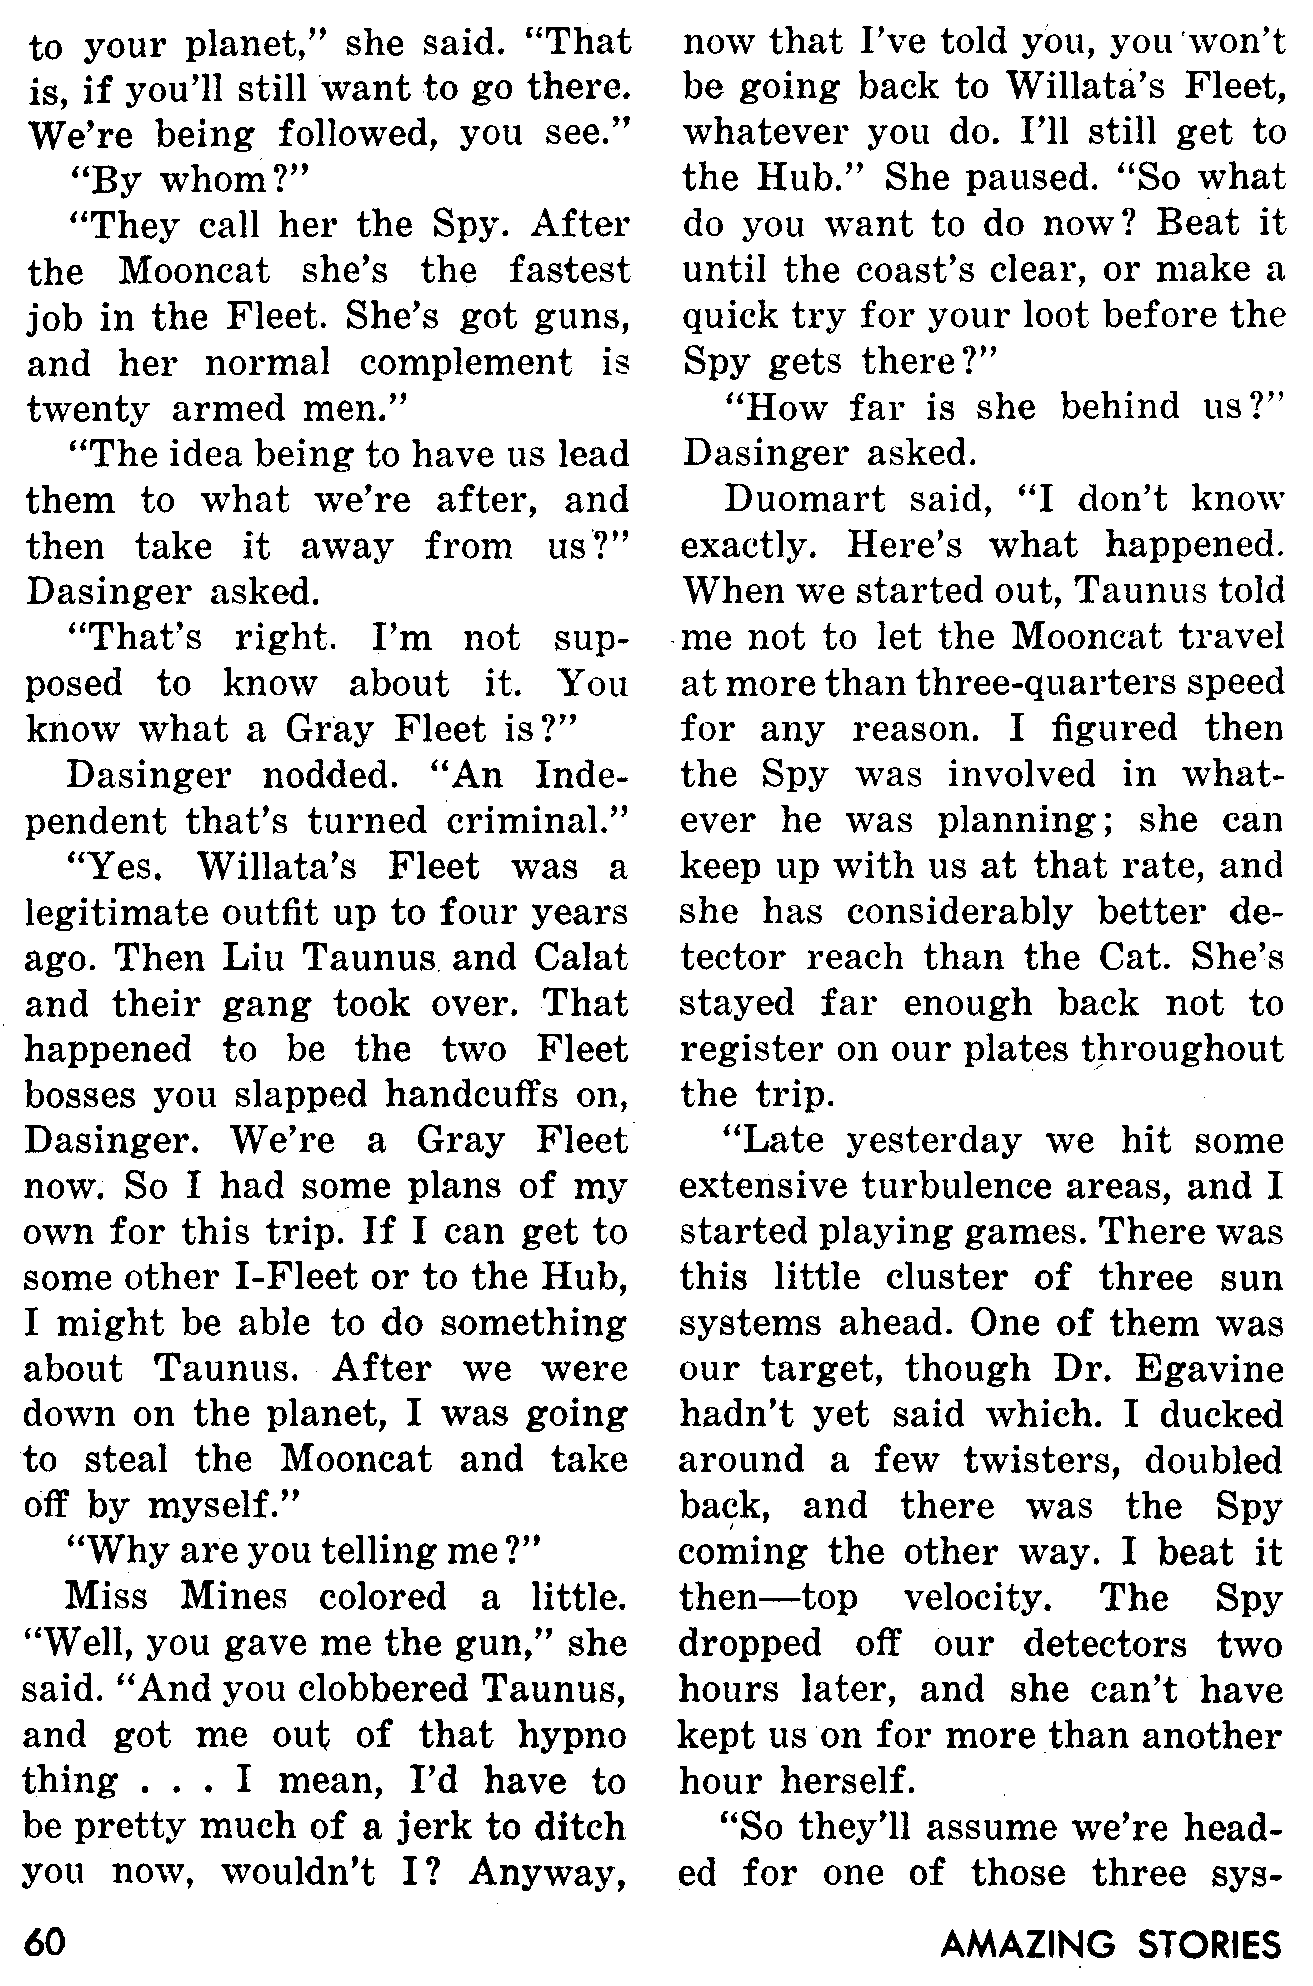 to your planet,” she said. “That
is, if you’ll still want to go there.
We’re being followed, you see.”
“By whom?”
“They call her the Spy. After
the Mooncat she’s the fastest
job in the Fleet. She’s got guns,
and her normal complement is
twenty armed men.”
“The idea being to have us lead
them to what we’re after, and
then take it away from us?”
Dasinger asked.
“That’s right. I’m not sup-
posed to know about it. You
know what a Gray Fleet is?”
Dasinger nodded. “An Inde-
pendent that’s turned criminal.”
“Yes. Willata’s Fleet was a
legitimate outfit up to four years
ago. Then Liu Taunus and Calat
and their gang took over. That
happened to be the two Fleet
bosses you slapped handcuffs on,
Dasinger. We’re a Gray Fleet
now. So I had some plans of my
own for this trip. If I can get to
some other I-Fleet or to the Hub,
I might be able to do something
about Taunus. After we were
down on the planet, I was going
to steal the Mooncat and take
off by myself.”
“Why are you telling me?”
Miss Mines colored a little.
“Well, you gave me the gun,” she
said. “And you clobbered Taunus,
and got me out of that hypno
thing . . . I mean, I’d have to
be pretty much of a jerk to ditch
you now, wouldn’t I? Anyway,
now that I’ve told you, you won’t
be going back to Willata’s Fleet,
whatever you do. I’ll still get to
the Hub.” She paused. “So what
do you want to do now? Beat it
until the coast’s clear, or make a
quick try for your loot before the
Spy gets there?”
“How far is she behind us?”
Dasinger asked.
Duomart said, “I don’t know
exactly. Here’s what happened.
When we started out, Taunus told
me not to let the Mooncat travel
at more than three-quarters speed
for any reason. I figured then
the Spy was involved in what-
ever he was planning; she can
keep up with us at that rate, and
she has considerably better de-
tector reach than the Cat. She’s
stayed far enough back not to
register on our plates throughout
the trip.
“Late yesterday we hit some
extensive turbulence areas, and I
started playing games. There was
this little cluster of three sun
systems ahead. One of them was
our target, though Dr. Egavine
hadn’t yet said which. I ducked
around a few twisters, doubled
back, and there was the Spy
coming the other way. I beat it
then—top velocity. The Spy
dropped off our detectors two
hours later, and she can’t have
kept us on for more than another
hour herself.
“So they’ll assume we’re head-
ed for one of those three sys-
60
AMAZING STORIES